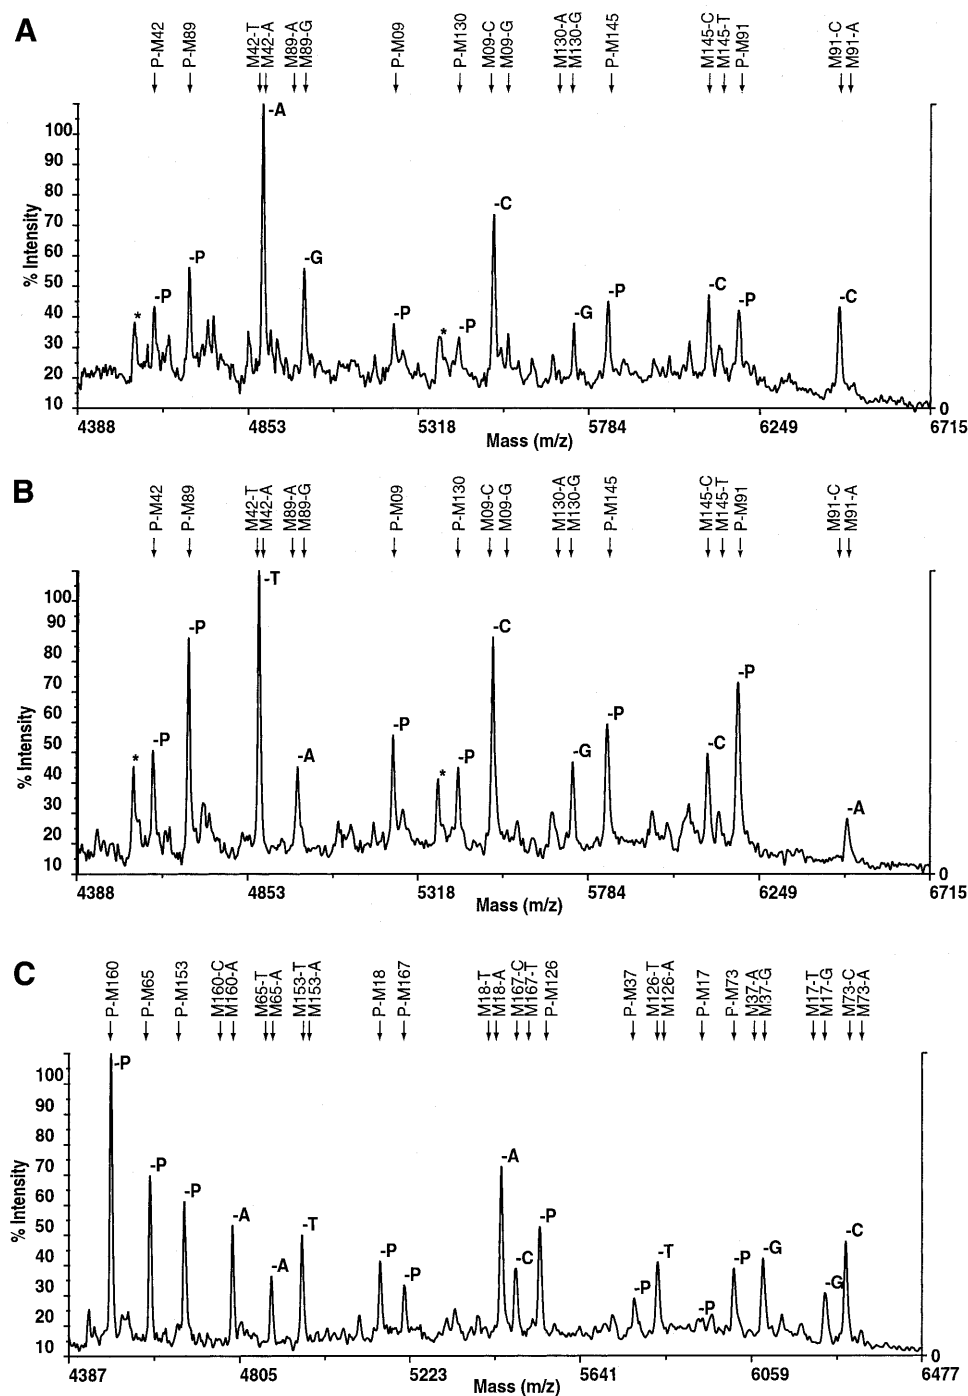 A
P-M42 P-M89 M42-T M42-A M89-A M89-G P-M09 P-M130 M09-C M09-G M130-A M130-G P-M145 M145-C M145-T P-M91 M91-C M91-A
-A
100
90
80
70
-C
60
-P -G
50
-P -P -C -P -C
40
* -P * -P -G
30
20
10 0
% Intensity
4388 4853 5318 5784 6249 6715
Mass (m/z)
B
P-M42 P-M89 M42-T M42-A M89-A M89-G P-M09 P-M130 M09-C M09-G M130-A M130-G P-M145 M145-C M145-T P-M91 M91-C M91-A
-T
100
90
-P -C
80
70
-P
60
-P -P
50
* -P -A * -P -G -C
40
30
-A
20
10 0
% Intensity
4388 4853 5318 5784 6249 6715
Mass (m/z)
C
P-M160 P-M65 P-M153 M160-C M160-A M65-T M65-A M153-T M153-A P-M18 P-M167 M18-T M18-A M167-C M167-T P-M126 P-M37 M126-T M126-A P-M17 P-M73 M37-A M37-G M17-T M17-G M73-C M73-A
-P
100
90
80
70
-P -A
60
-P
50
-A -T -P -C
40
-A -P -P -C -T -P -G
30
-P -G
20
-P
10 0
% Intensity
4387 4805 5223 5641 6059 6477
Mass (m/z)